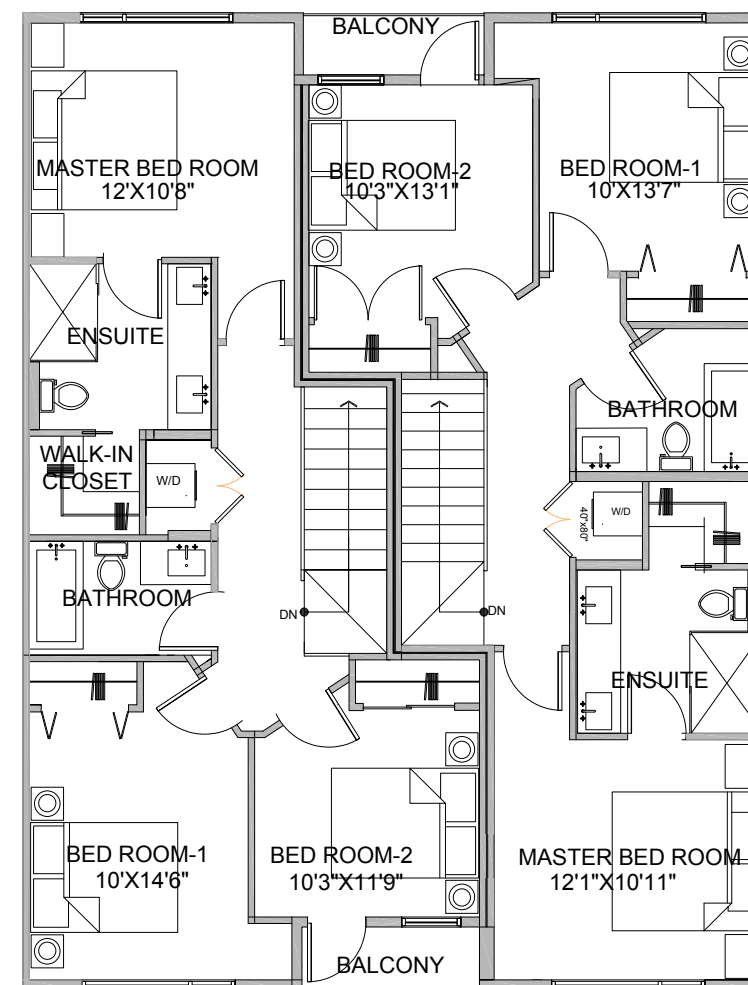 BALCONY
MASTER BED ROOM
12'X10'8"
BED ROOM-2
10'3"X13'1"
BED ROOM-1
10'X13'7"
ENSUITE
BATHROOM
WALK-IN
CLOSET
W/D
W/D
40"x80"
BATHROOM
DN
DN
ENSUITE
BED ROOM-1
10'X14'6"
BED ROOM-2
10'3"X11'9"
MASTER BED ROOM
12'1"X10'11"
BALCONY